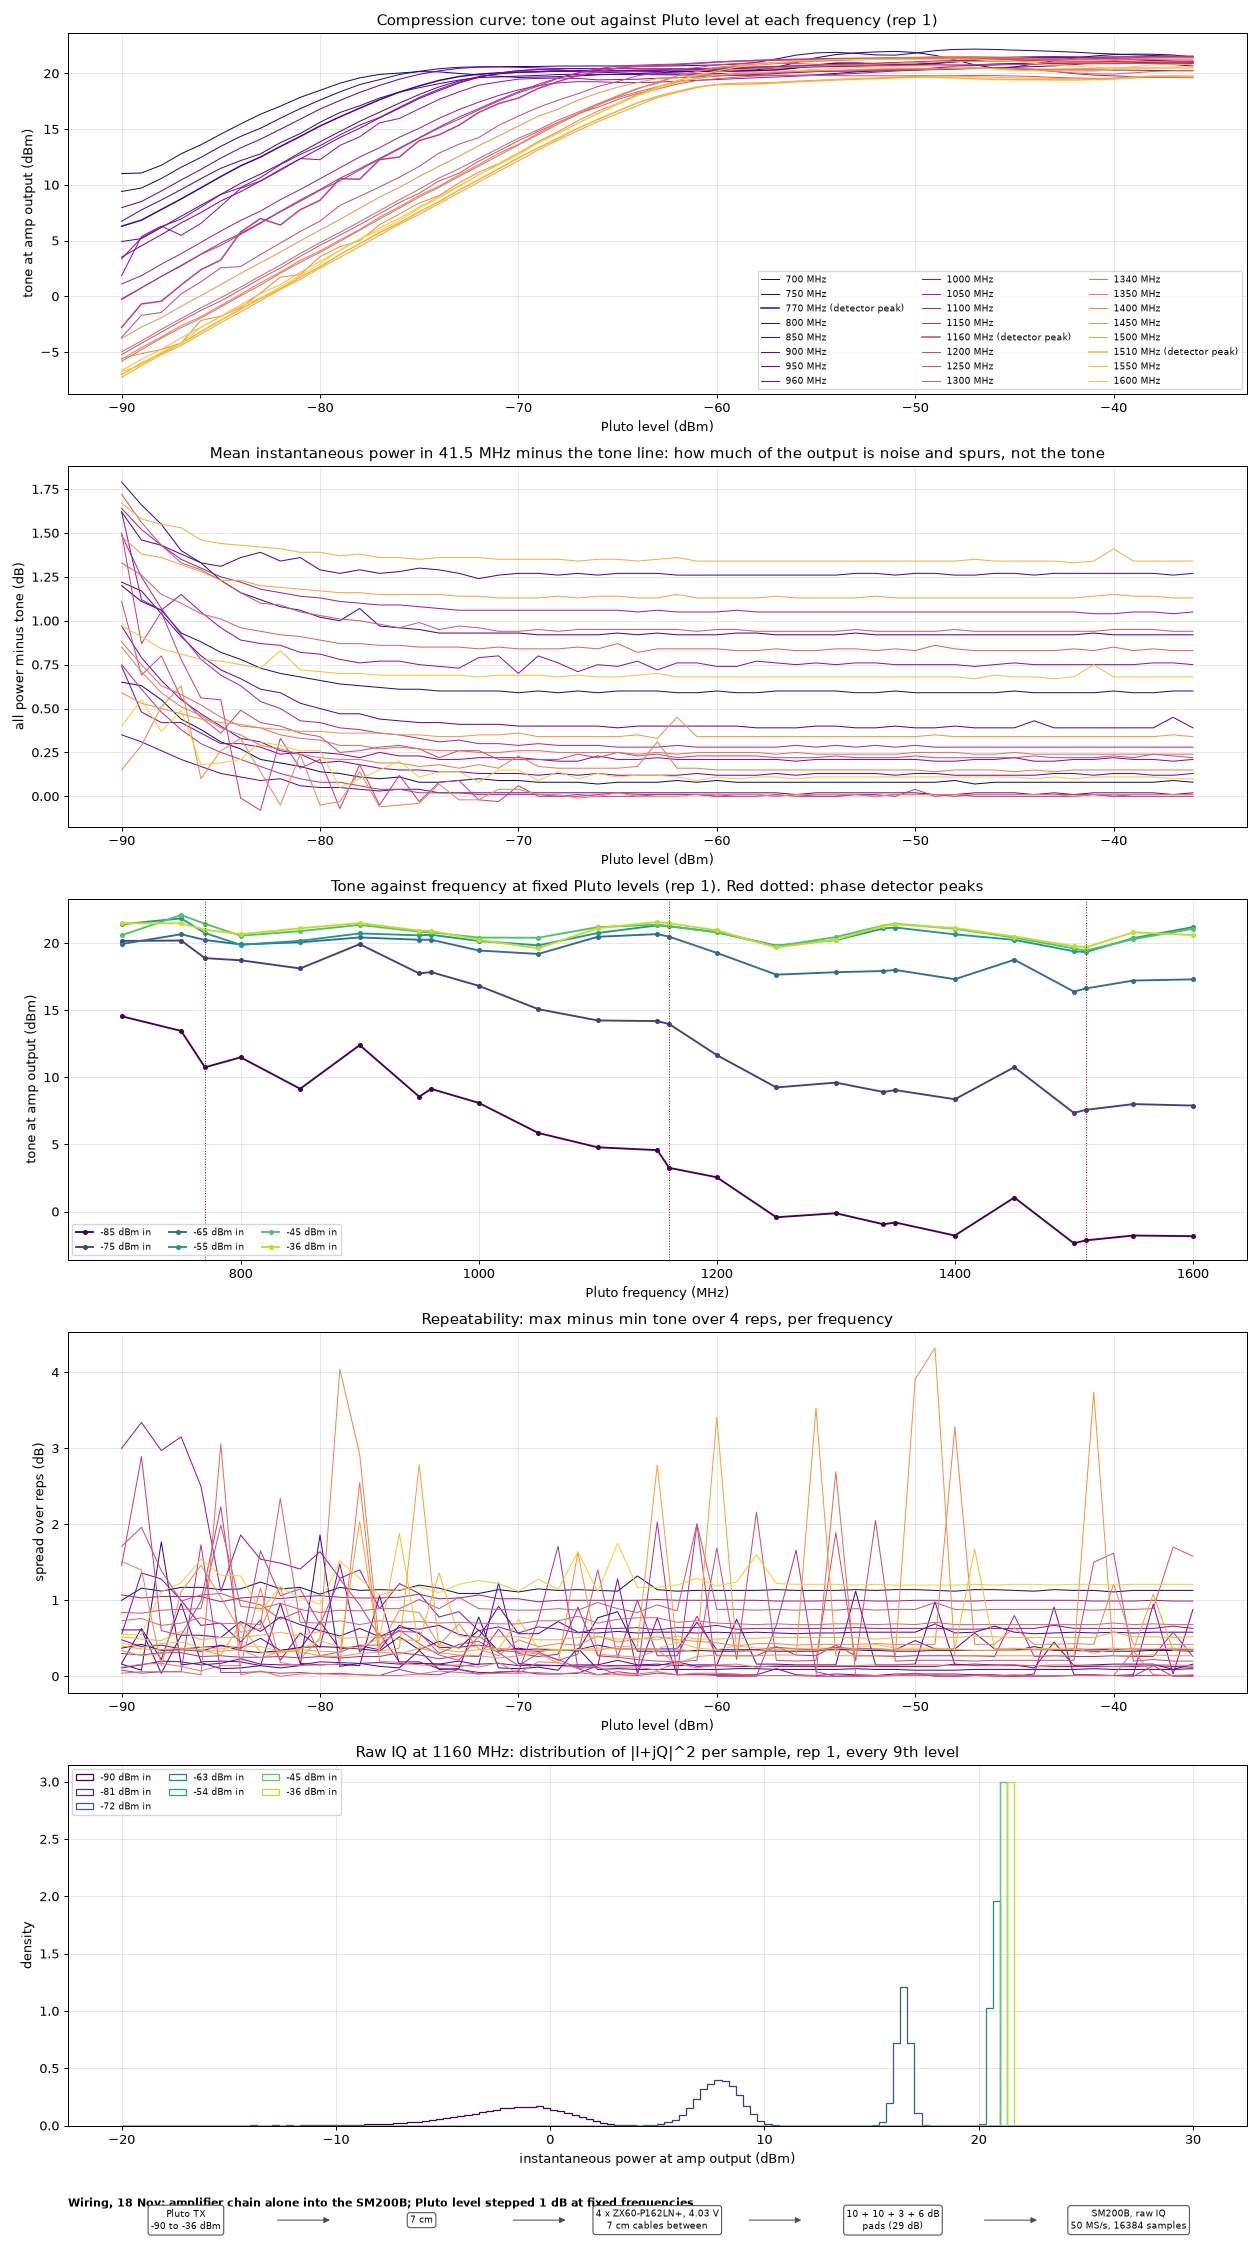 Compression curve: tone out against Pluto level at each frequency (rep 1)
tone at amp output (dBm)
20
15
10
5
0
−5
700 MHz
750 MHz
770 MHz (detector peak)
800 MHz
850 MHz
900 MHz
950 MHz
960 MHz
1000 MHz
1050 MHz
1100 MHz
1150 MHz
1160 MHz (detector peak)
1200 MHz
1250 MHz
1300 MHz
1340 MHz
1350 MHz
1400 MHz
1450 MHz
1500 MHz
1510 MHz (detector peak)
1550 MHz
1600 MHz
−90 −80 −70 −60 −50 −40
Pluto level (dBm)
Mean instantaneous power in 41.5 MHz minus the tone line: how much of the output is noise and spurs, not the tone
all power minus tone (dB)
1.75
1.50
1.25
1.00
0.75
0.50
0.25
0.00
−90 −80 −70 −60 −50 −40
Pluto level (dBm)
Tone against frequency at fixed Pluto levels (rep 1). Red dotted: phase detector peaks
tone at amp output (dBm)
20
15
10
5
0
-85 dBm in
-75 dBm in
-65 dBm in
-55 dBm in
-45 dBm in
-36 dBm in
800 1000 1200 1400 1600
Pluto frequency (MHz)
Repeatability: max minus min tone over 4 reps, per frequency
spread over reps (dB)
4
3
2
1
0
−90 −80 −70 −60 −50 −40
Pluto level (dBm)
Raw IQ at 1160 MHz: distribution of |I+jQ|^2 per sample, rep 1, every 9th level
density
3.0
2.5
2.0
1.5
1.0
0.5
0.0
-90 dBm in
-81 dBm in
-72 dBm in
-63 dBm in
-54 dBm in
-45 dBm in
-36 dBm in
−20 −10 0 10 20 30
instantaneous power at amp output (dBm)
Wiring, 18 Nov: amplifier chain alone into the SM200B; Pluto level stepped 1 dB at fixed frequencies
Pluto TX
-90 to -36 dBm
7 cm
4 x ZX60-P162LN+, 4.03 V
7 cm cables between
10 + 10 + 3 + 6 dB
pads (29 dB)
SM200B, raw IQ
50 MS/s, 16384 samples